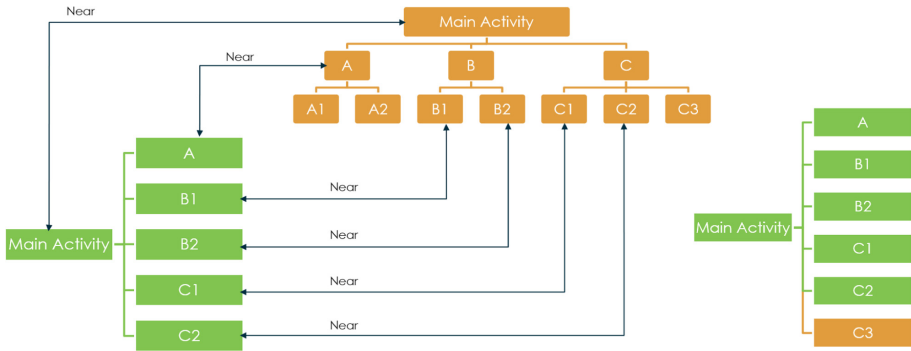 Near
Main Activity
Near
A
B
C
A1
A2
B1
B2
C1
C2
C3
A
B1
Near
Main Activity
B2
Near
C1
Near
C2
Near
A
B1
B2
Main Activity
C1
C2
C3